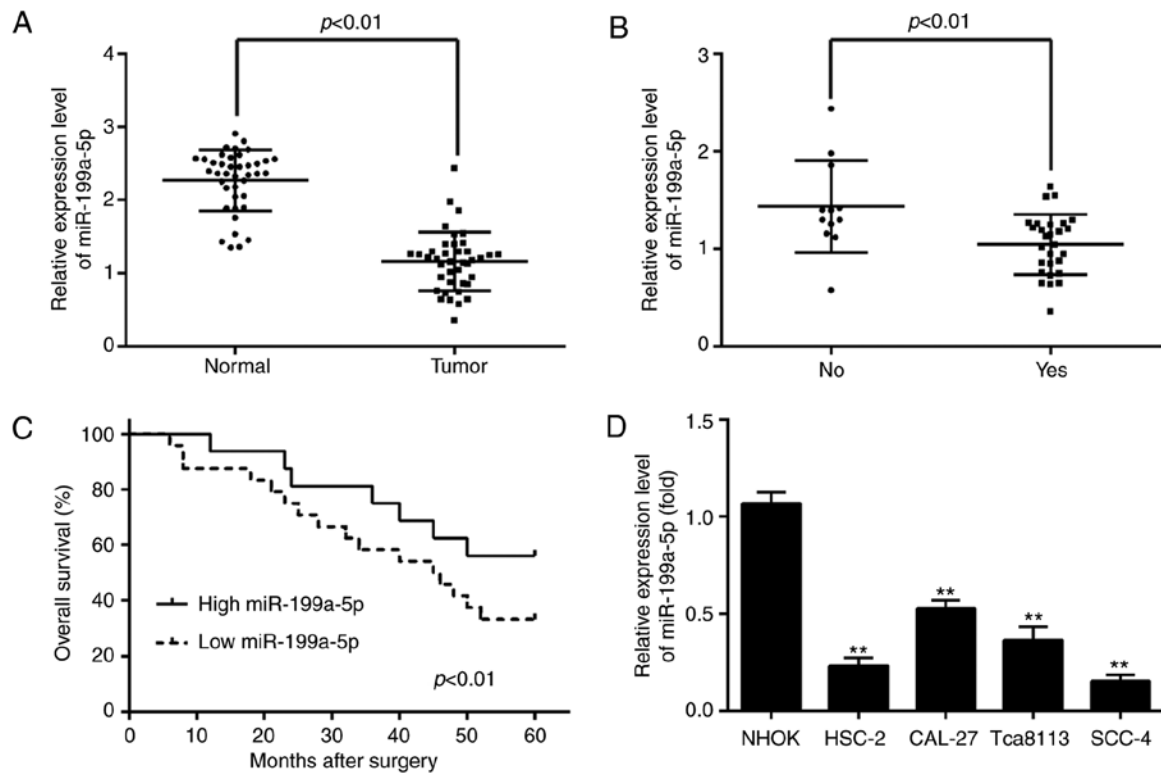 A
p<0.01
Relative expression level
of miR-199a-5p
4
3
2
1
0
Normal
Tumor
B
p<0.01
Relative expression level
of miR-199a-5p
3
2
1
0
No
Yes
C
Overall survival (%)
100
80
60
40
20
0
High miR-199a-5p
Low miR-199a-5p
p<0.01
0 10 20 30 40 50 60
Months after surgery
D
Relative expression level
of miR-199a-5p (fold)
1.5
1.0
0.5
0.0
**
**
**
**
NHOK HSC-2 CAL-27 Tca8113 SCC-4